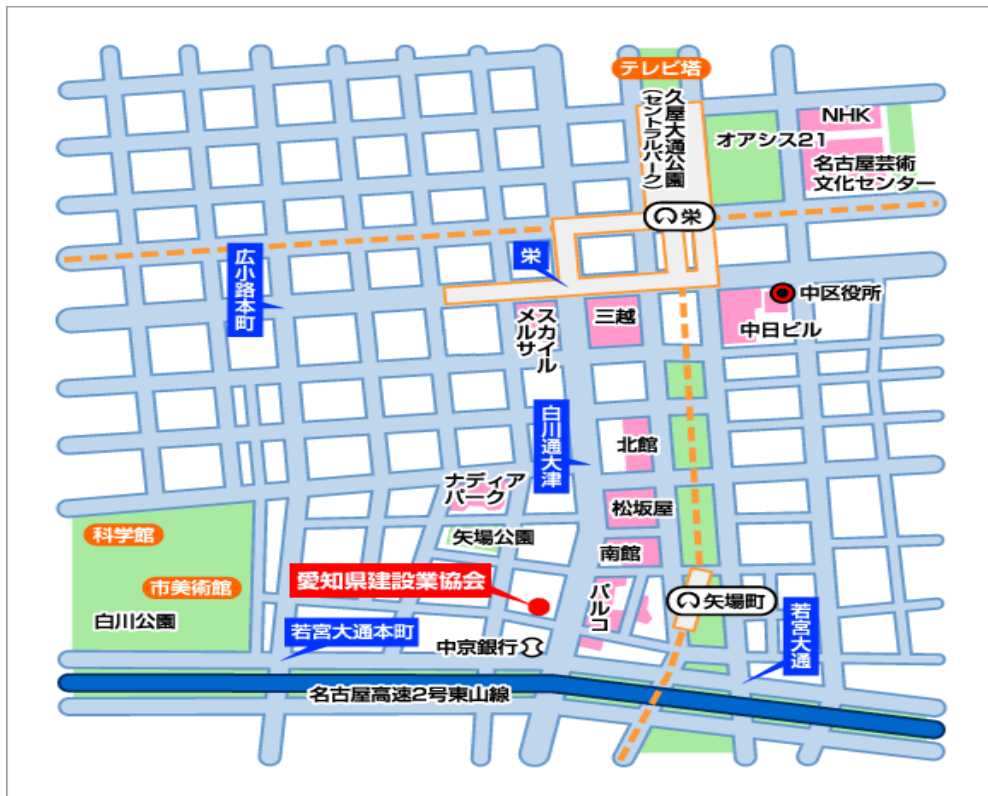 テレビ塔
久屋大通公園
(セントラルパーク)
NHK
オアシス21
名古屋芸術
文化センター
栄
広小路本町
栄
中区役所
スカイル
メルサ
三越
中日ビル
白川通大津
北館
ナディア
パーク
松坂屋
科学館
矢場公園
南館
愛知県建設業協会
市美術館
パルコ
矢場町
白川公園
若宮大通本町
中京銀行
若宮大通
名古屋高速2号東山線